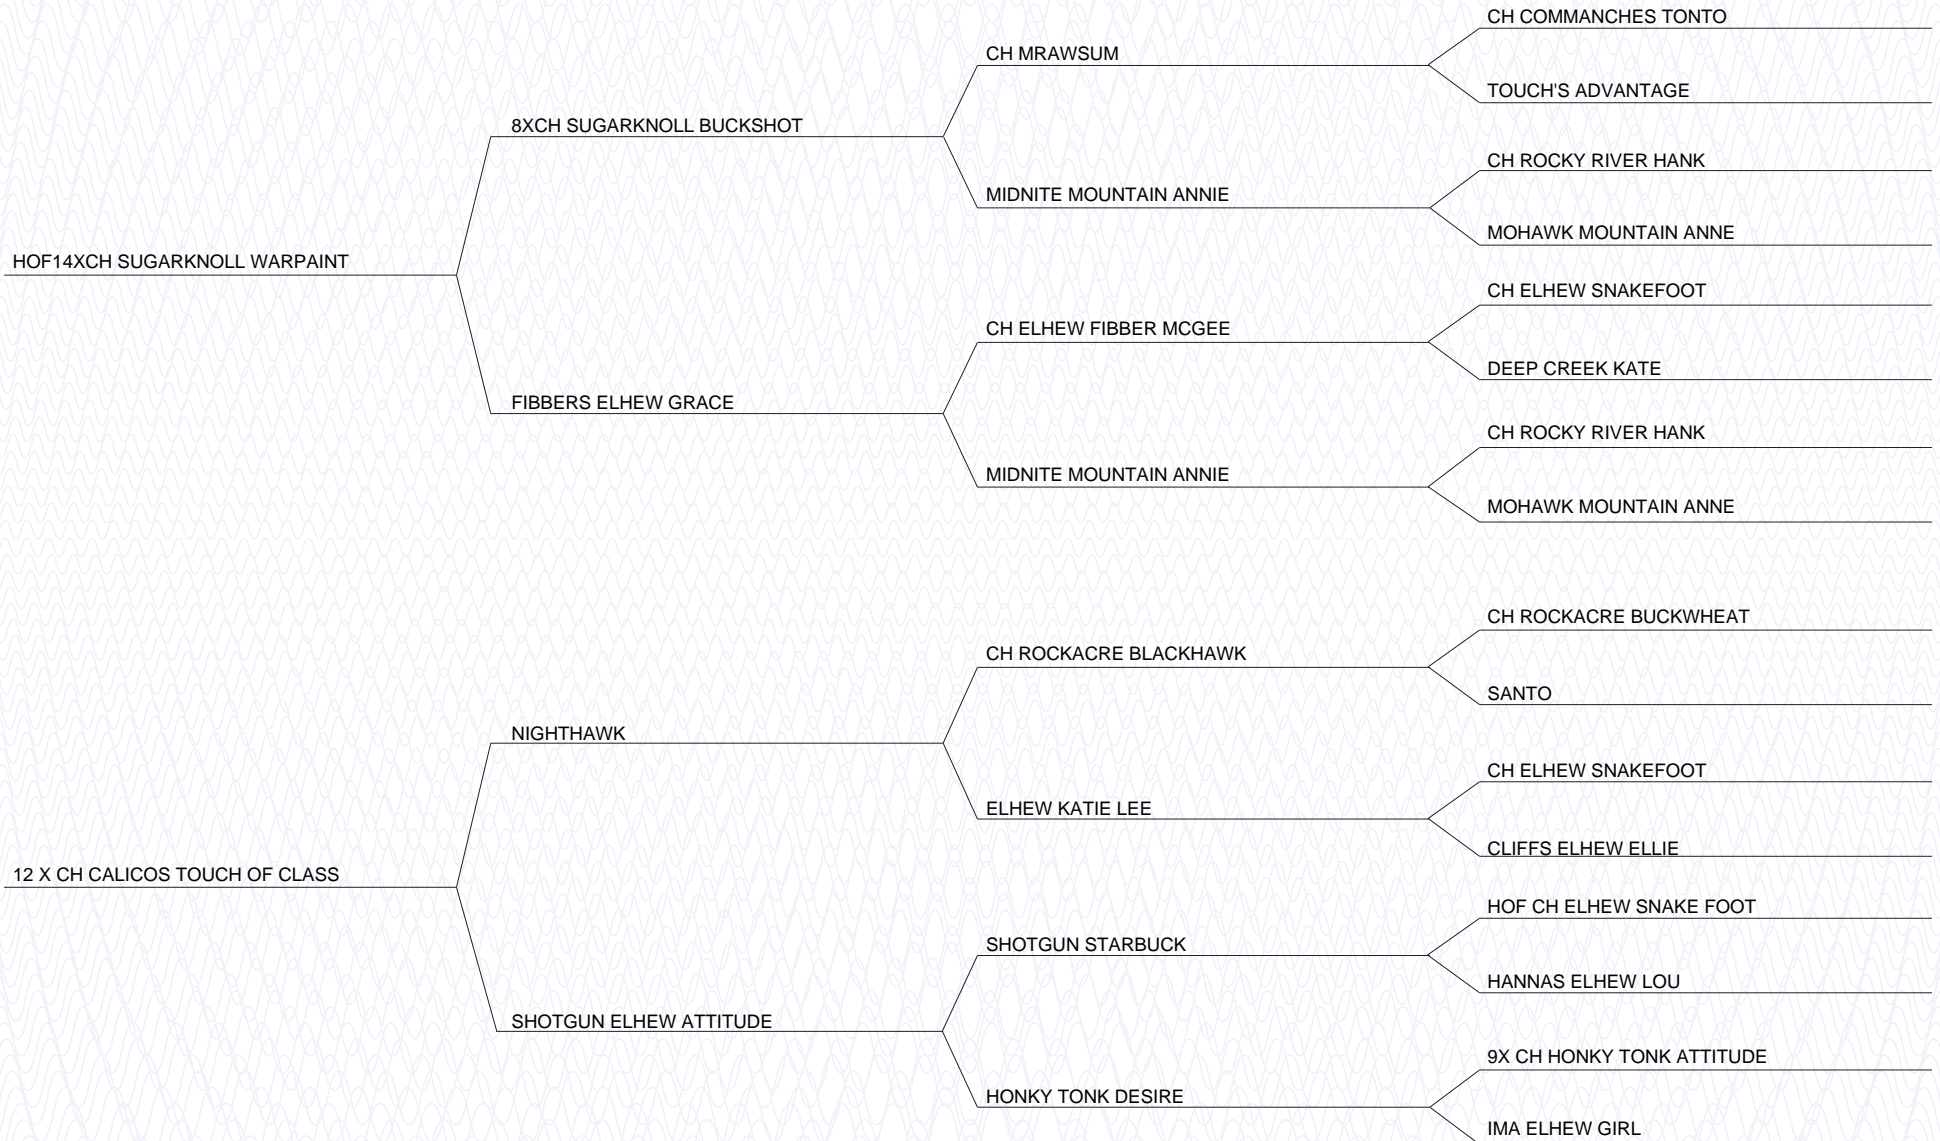 CH COMMANCHES TONTO
CH MRAWSUM
TOUCH'S ADVANTAGE
8XCH SUGARKNOLL BUCKSHOT
CH ROCKY RIVER HANK
MIDNITE MOUNTAIN ANNIE
MOHAWK MOUNTAIN ANNE
HOF14XCH SUGARKNOLL WARPAINT
CH ELHEW SNAKEFOOT
CH ELHEW FIBBER MCGEE
DEEP CREEK KATE
FIBBERS ELHEW GRACE
CH ROCKY RIVER HANK
MIDNITE MOUNTAIN ANNIE
MOHAWK MOUNTAIN ANNE
CH ROCKACRE BUCKWHEAT
CH ROCKACRE BLACKHAWK
SANTO
NIGHTHAWK
CH ELHEW SNAKEFOOT
ELHEW KATIE LEE
CLIFFS ELHEW ELLIE
12 X CH CALICOS TOUCH OF CLASS
HOF CH ELHEW SNAKE FOOT
SHOTGUN STARBUCK
HANNAS ELHEW LOU
SHOTGUN ELHEW ATTITUDE
9X CH HONKY TONK ATTITUDE
HONKY TONK DESIRE
IMA ELHEW GIRL